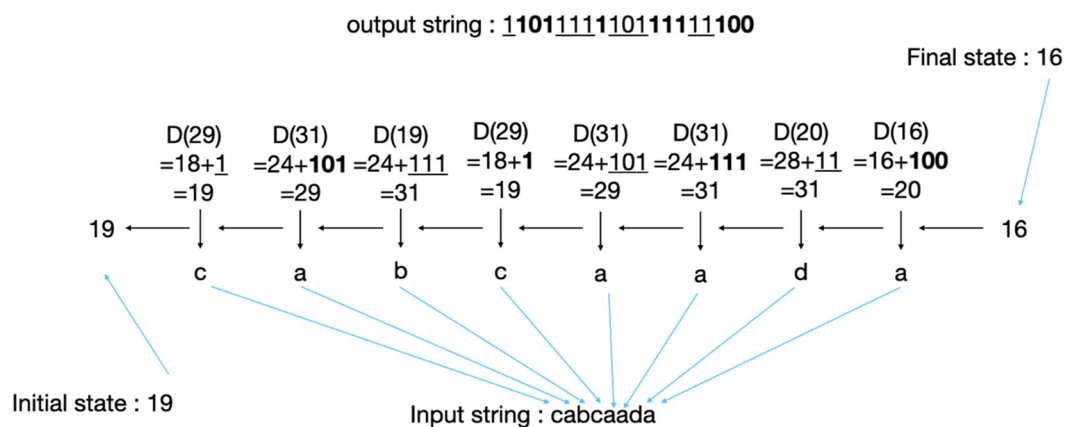 output string : 1101111110111111100
Final state : 16
D(29) D(31) D(19) D(29) D(31) D(31) D(20) D(16)
=18+1 =24+101 =24+111 =18+1 =24+101 =24+111 =28+11 =16+100
=19 =29 =31 =19 =29 =31 =31 =20
19 16
c a b c a a d a
Initial state : 19
Input string : cabcaada